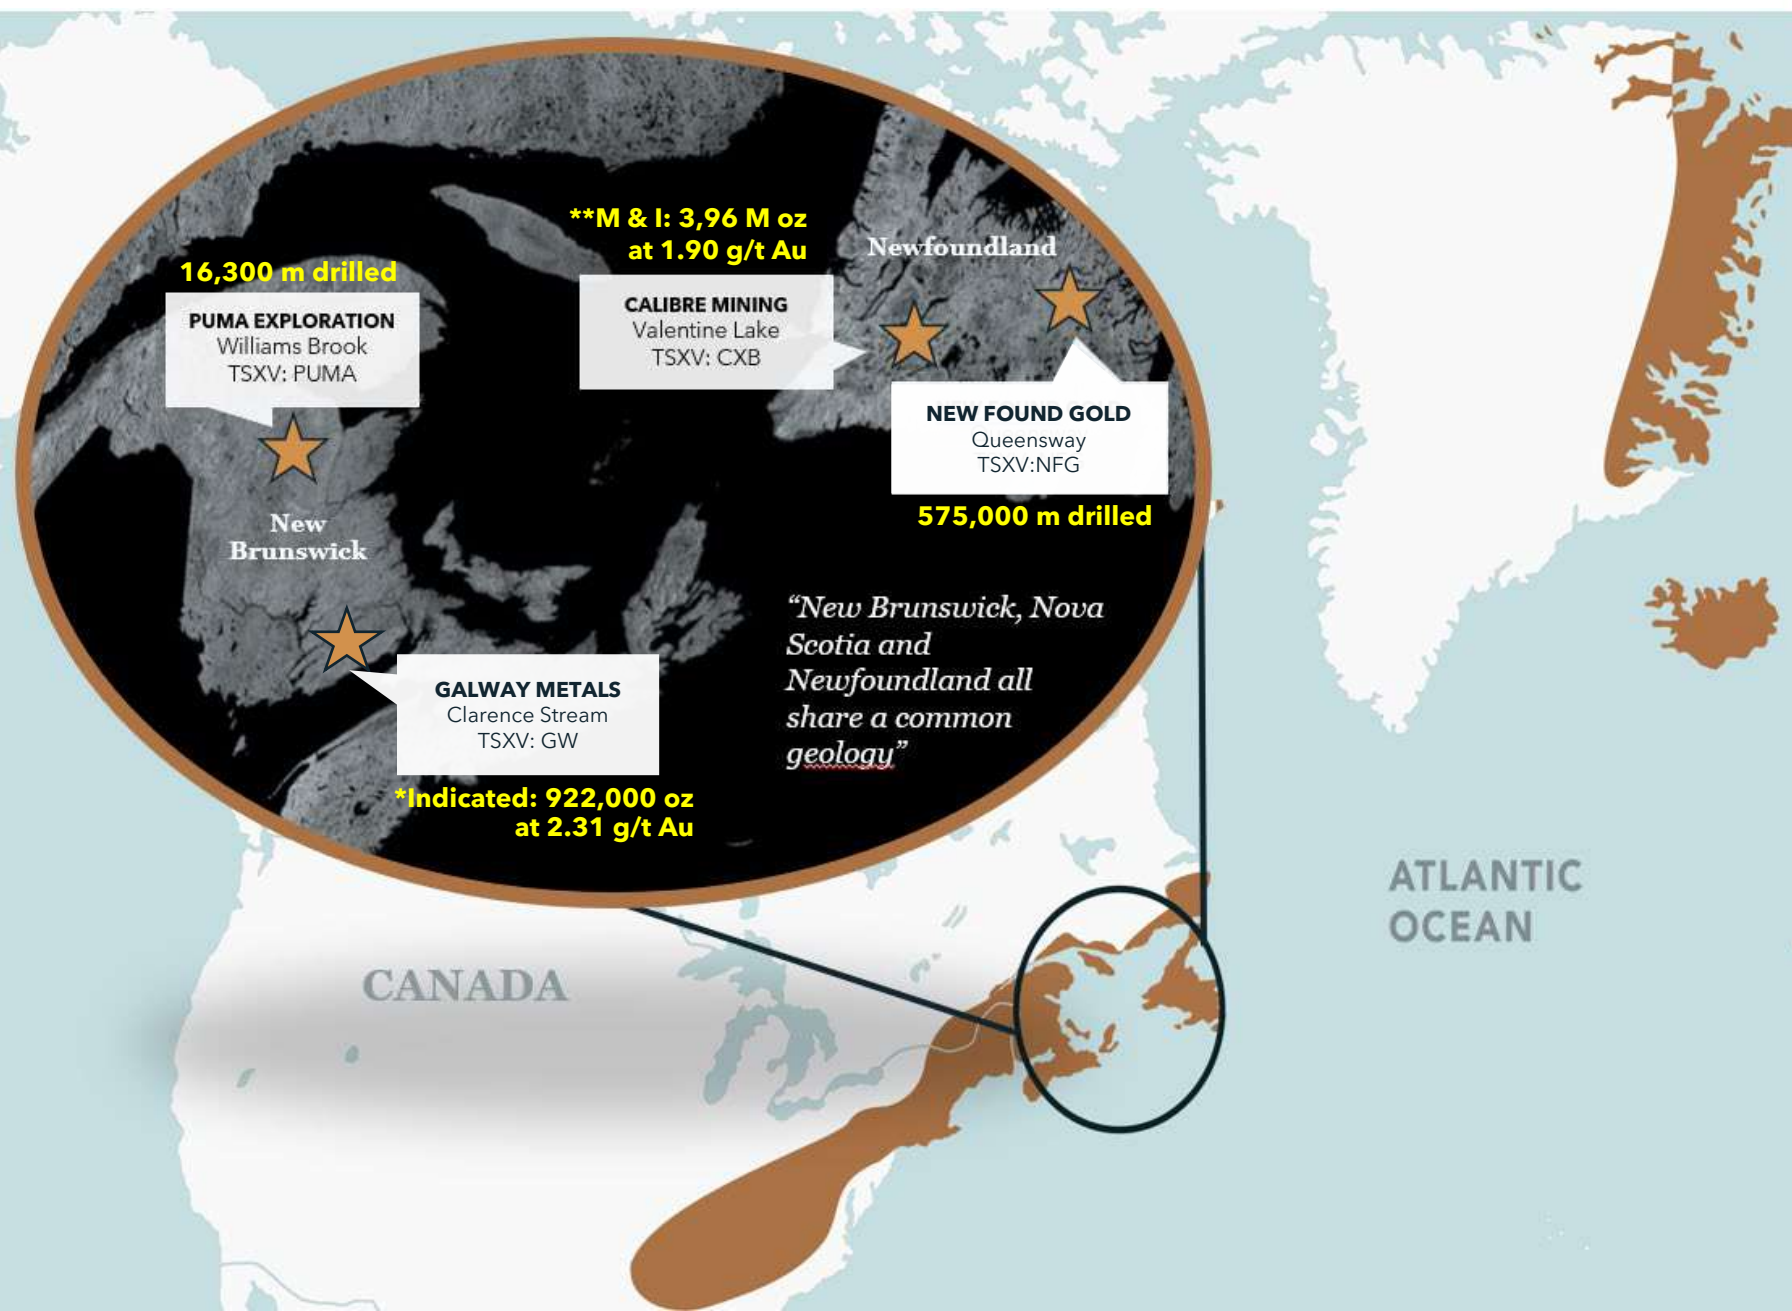 **M & I: 3,96 M oz
at 1.90 g/t Au
Newfoundland
16,300 m drilled
PUMA EXPLORATION
Williams Brook
TSXV: PUMA
CALIBRE MINING
Valentine Lake
TSXV: CXB
NEW FOUND GOLD
Queensway
TSXV:NFG
575,000 m drilled
New
Brunswick
“New Brunswick, Nova
Scotia and
Newfoundland all
share a common
geology”
GALWAY METALS
Clarence Stream
TSXV: GW
*Indicated: 922,000 oz
at 2.31 g/t Au
ATLANTIC
OCEAN
CANADA